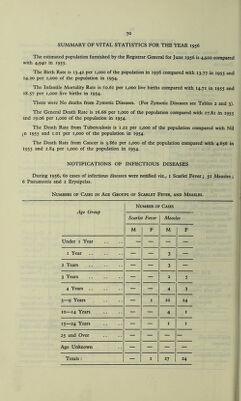 70
SUMMARY OF VITAL STATISTICS FOR THE YEAR 1956
The estimated population furnished by the Registrar General for June 1956 is 4,920 compared
with 4,940 in 1955.
The Birth Rate is 13.42 per 1,000 of the population in 1956 compared with 13.77 in 1955 and
14.20 per 1,000 of the population in 1954.
The Infantile Mortality Rate is 10.61 per 1,000 live births compared with 14.71 in 1955 and
18.57 per 1,000 live births in 1954.
There were No deaths from Zymotic Diseases. (For Zymotic Diseases see Tables 2 and 3).
The General Death Rate is 16.68 per 1,000 of the population compared with 17.81 in 1955
and 19.06 per 1,000 of the population in 1954.
The Death Rate from Tuberculosis is 1.22 per 1,000 of the population compared with Nil
in 1955 and 1.01 per 1,000 of the population in 1954.
The Death Rate from Cancer is 3.860 per 1,000 of the population compared with 4.656 in
1955 and 2.84 per 1,000 of the population in 1954.
NOTIFICATIONS OF INFECTIOUS DISEASES
During 1956, 60 cases of infectious diseases were notified viz., 1 Scarlet Fever; 51 Measles;
6 Pneumonia and 2 Erysipelas.
Numbers of Cases in Age Groups of Scarlet Fever, and Measles.
Age Group Number of Cases
Scarlet Fever Measles
M F M F
Under 1 Year — — — —
1 Year — — 3 —
2 Years — — 3 —
3 Years — — 2 5
4 Years — — 4 3
5—9 Years — 1 10 14
10—14 Years — — 4 1
15—24 Years — — 1 1
25 and Over — — — —
Age Unknown — — — —
Totals: — 1 27 24